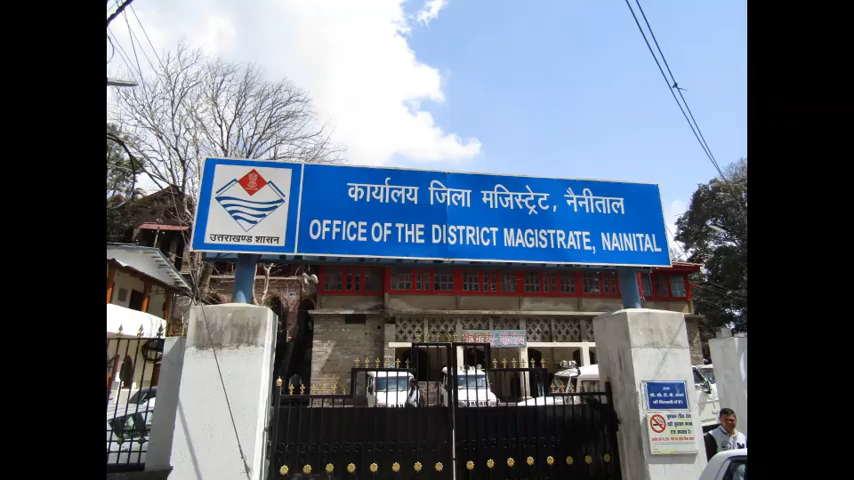 कार्यालय जिला मजिस्ट्रेट, नैनीताल
OFFICE OF THE DISTRICT MAGISTRATE, NAINITAL
उत्तराखण्ड शासन